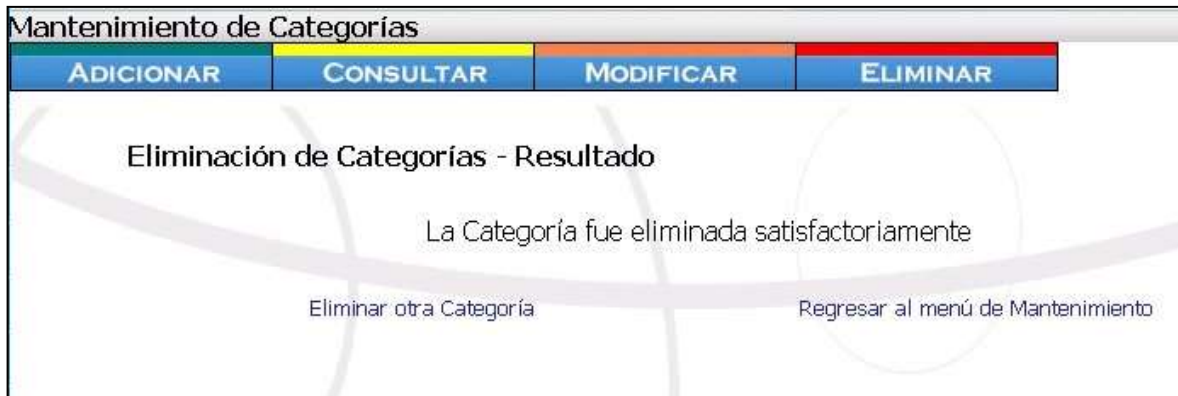 Mantenimiento de Categorías
ADICIONAR CONSULTAR MODIFICAR ELIMINAR
Eliminación de Categorías - Resultado
La Categoría fue eliminada satisfactoriamente
Eliminar otra Categoría Regresar al menú de Mantenimiento